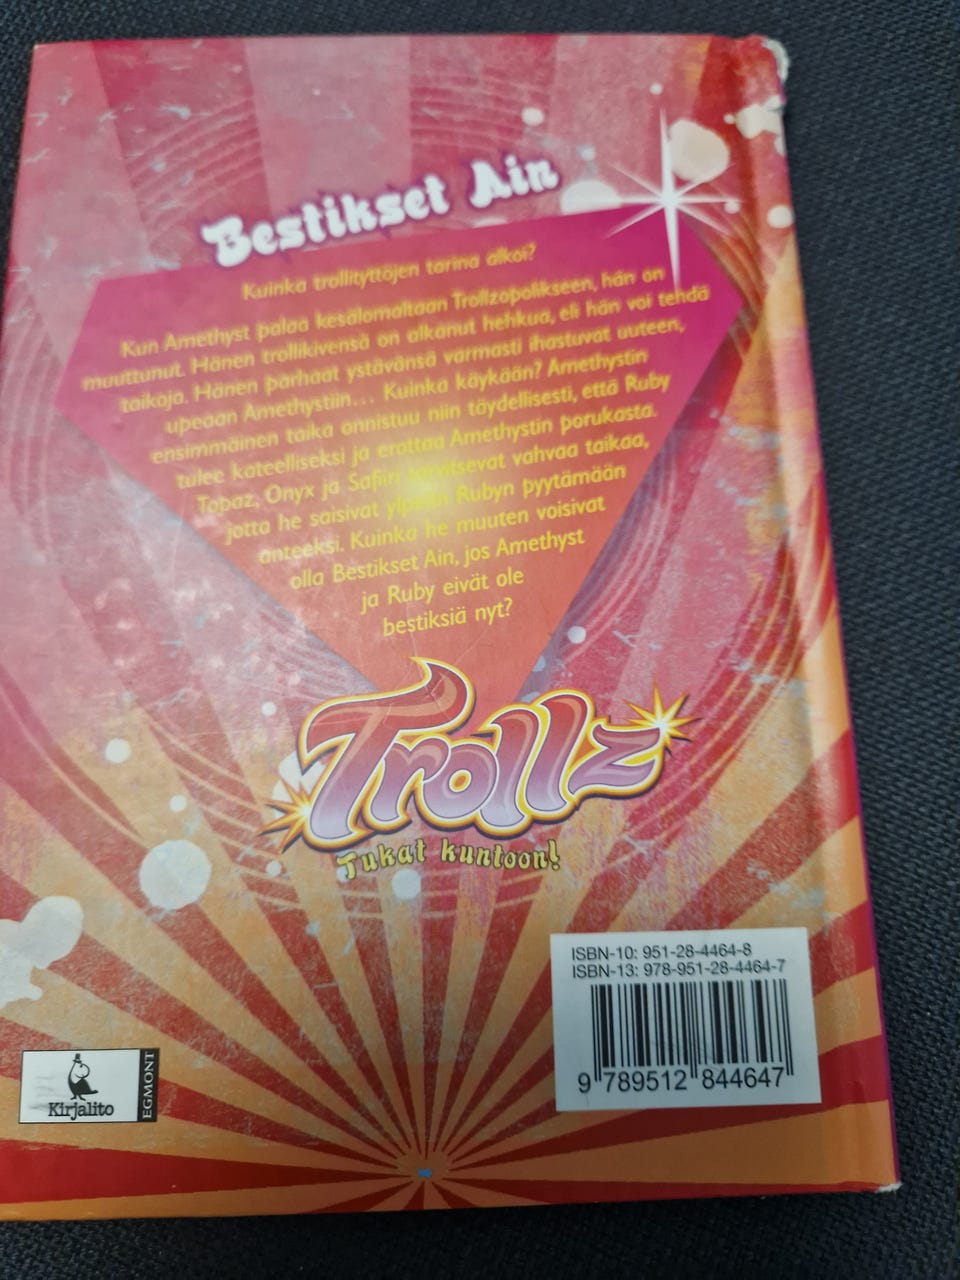 Bestikset Ain
Kuinka trollityttöjen tarina alkoi?
Kun Amethyst palaa kesälomaltaan Trollzopolikseen, hän on
muuttunut. Hänen trollikivensä on alkanut hehkua, eli hän voi tehdä
taikoja. Hänen parhaat ystävänsä varmasti ihastuvat uuteen,
upeaan Amethystiin... Kuinka käykään? Amethystin
ensimmäinen taika onnistuu niin täydellisesti, että Ruby
tulee kateelliseksi ja erottaa Amethystin porukasta.
Topaz, Onyx ja Safiiri tarvitsevat vahvaa taikaa,
jotta he saisivat ylpeän Rubyn pyytämään
anteeksi. Kuinka he muuten voisivat
olla Bestikset Ain, jos Amethyst
ja Ruby eivät ole
bestiksiä nyt?
Trollz
Tukat kuntoon!
ISBN-10: 951-28-4464-8
ISBN-13: 978-951-28-4464-7
9 789512 844647
Kirjalito
EGMONT